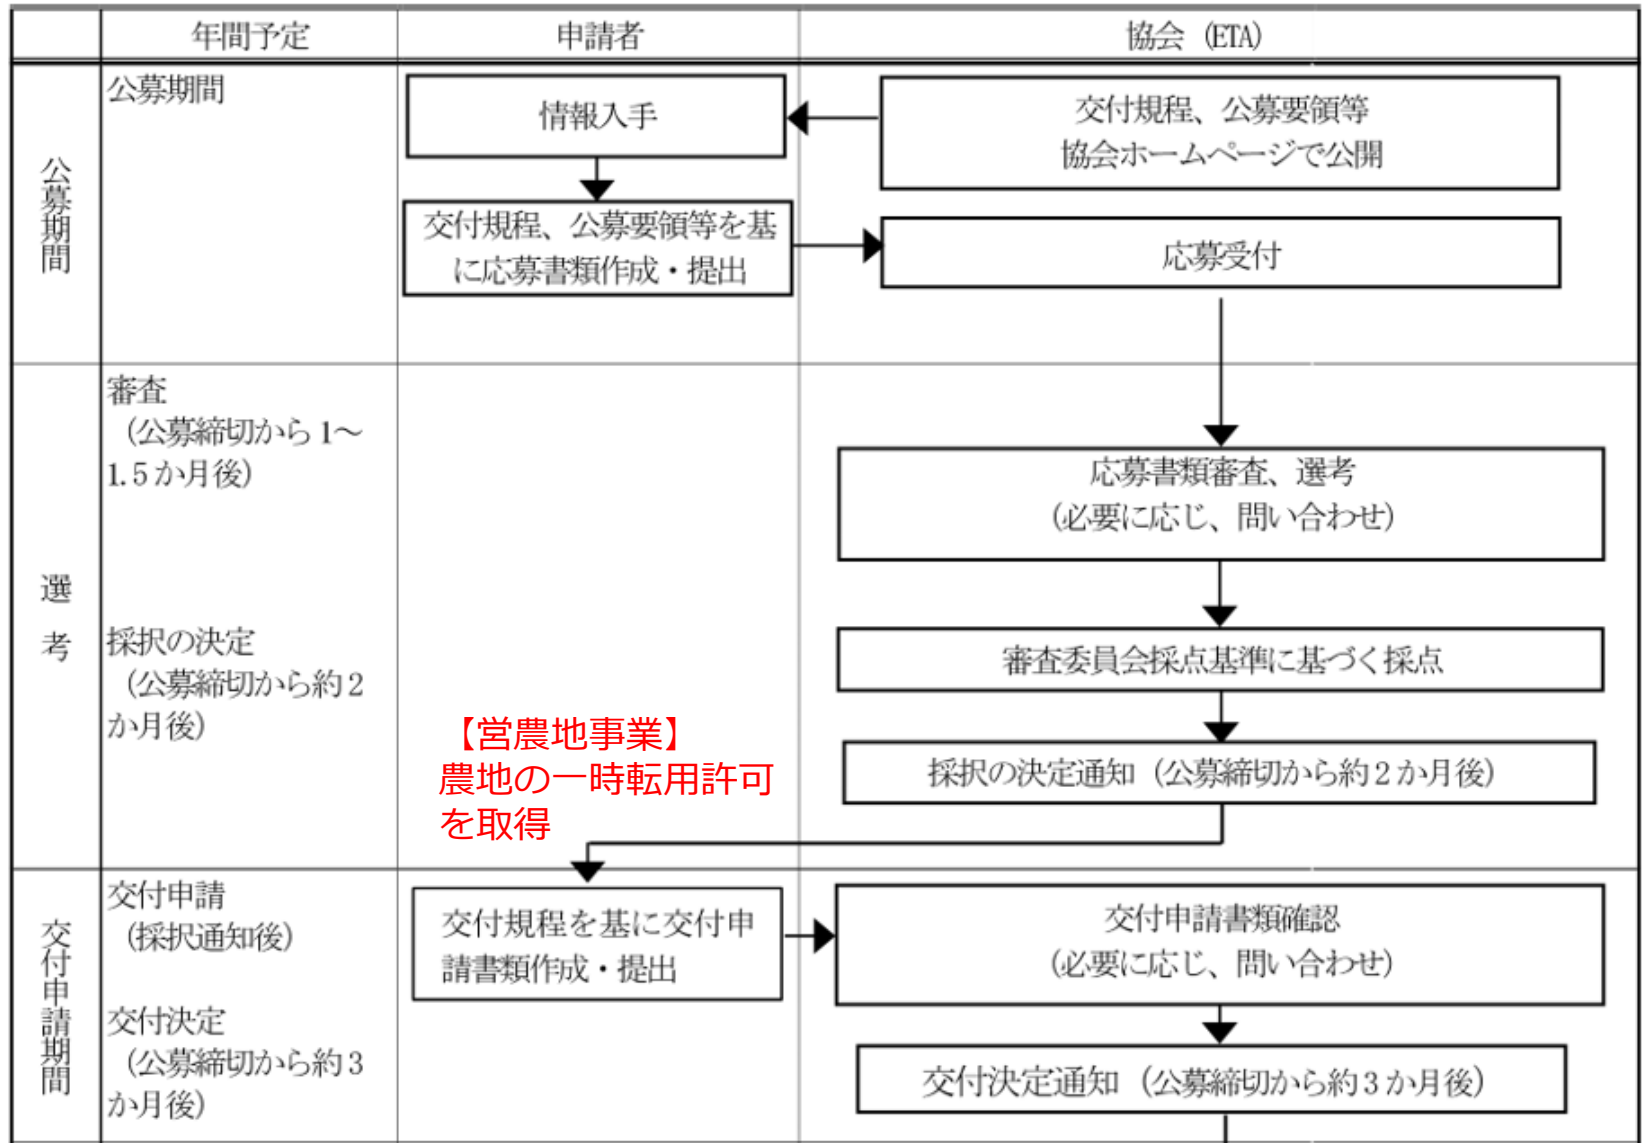 年間予定
申請者
協会（ETA）
公募期間
公募期間
情報入手
交付規程、公募要領等
協会ホームページで公開
交付規程、公募要領等を基
に応募書類作成・提出
応募受付
選考
審査
（公募締切から1～
1.5か月後）
応募書類審査、選考
（必要に応じ、問い合わせ）
採択の決定
（公募締切から約2
か月後）
審査委員会採点基準に基づく採点
【営農地事業】
農地の一時転用許可
を取得
採択の決定通知（公募締切から約2か月後）
交付申請期間
交付申請
（採択通知後）
交付規程を基に交付申
請書類作成・提出
交付申請書類確認
（必要に応じ、問い合わせ）
交付決定
（公募締切から約3
か月後）
交付決定通知（公募締切から約3か月後）